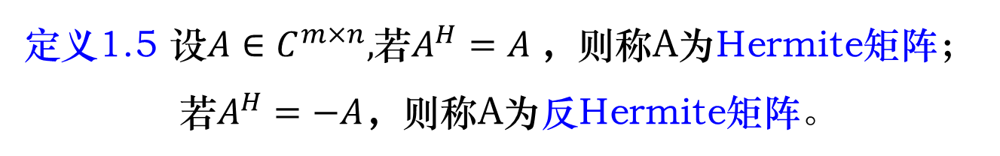 定义1.5 设A ∈ C^{m×n},若A^H = A ，则称A为Hermite矩阵；
若A^H = −A，则称A为反Hermite矩阵。